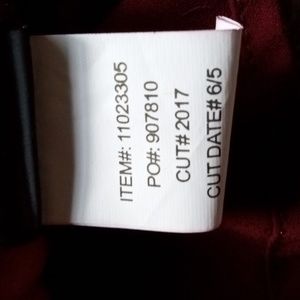 ITEM#: 11023305
PO#: 907810
CUT# 2017
CUT DATE# 6/5